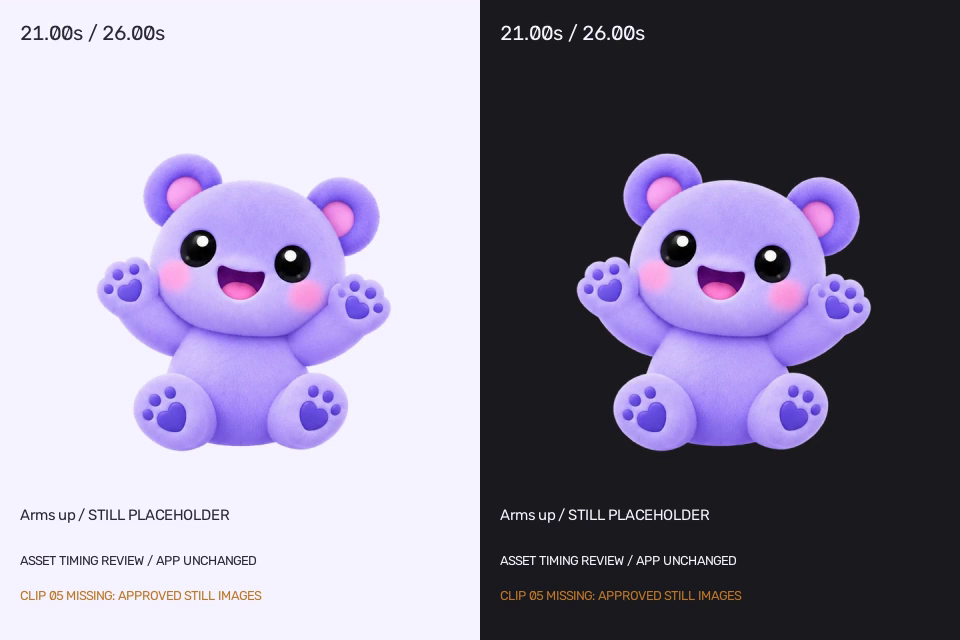 21.00s / 26.00s
Arms up / STILL PLACEHOLDER
ASSET TIMING REVIEW / APP UNCHANGED
CLIP 05 MISSING: APPROVED STILL IMAGES
21.00s / 26.00s
Arms up / STILL PLACEHOLDER
ASSET TIMING REVIEW / APP UNCHANGED
CLIP 05 MISSING: APPROVED STILL IMAGES